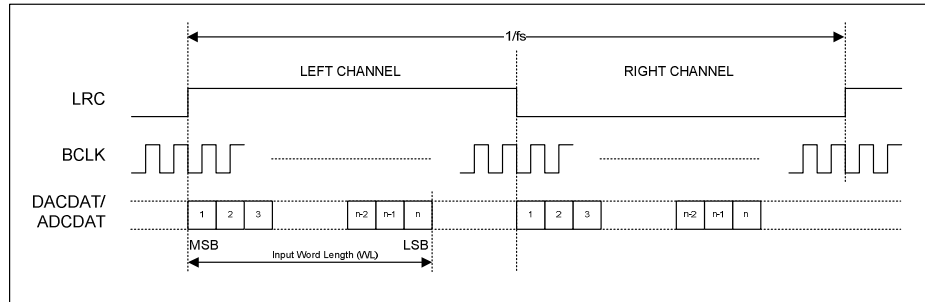 1/fs
LEFT CHANNEL RIGHT CHANNEL
LRC
BCLK
DACDAT/
ADCDAT
1 2 3 n-2 n-1 n 1 2 3 n-2 n-1 n
MSB LSB
Input Word Length (WL)